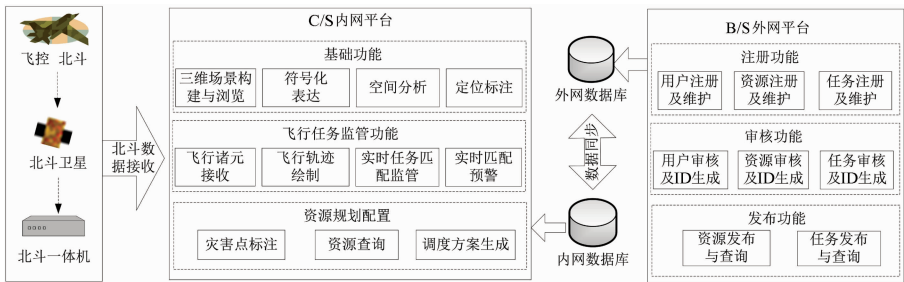 飞控 北斗
北斗卫星
北斗一体机
北斗数
据接收
C/S内网平台
基础功能
三维场景构
建与浏览
符号化
表达
空间分析
定位标注
飞行任务监管功能
飞行诸元
接收
飞行轨迹
绘制
实时任务匹
配监管
实时匹配
预警
资源规划配置
灾害点标注
资源查询
调度方案生成
外网数据库
数据同步
内网数据库
B/S外网平台
注册功能
用户注册
及维护
资源注册
及维护
任务注册
及维护
审核功能
用户审核
及ID生成
资源审核
及ID生成
任务审核
及ID生成
发布功能
资源发布
与查询
任务发布
与查询